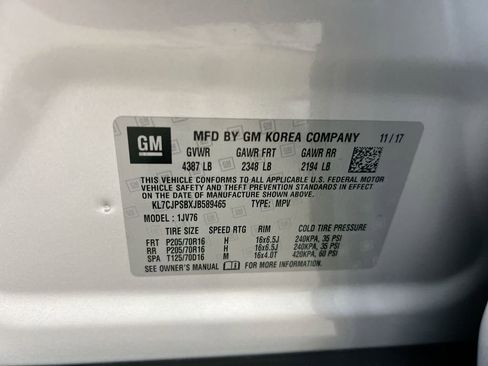 GM
MFD BY GM KOREA COMPANY 11/17
GVWR GAWR FRT GAWR RR
4387 LB 2348 LB 2194 LB
THIS VEHICLE CONFORMS TO ALL APPLICABLE U.S. FEDERAL VEHICLE
SAFETY, AND THEFT PREVENTION STANDARDS IN
EFFECT ON THE DATE OF MANUFACTURE SHOWN ABOVE.
KL7CJPSBXJB589465 TYPE: MPV
MODEL : 1JV76
TIRE SIZE SPEED RTG RIM COLD TIRE PRESSURE
FRT P205/70R16 H 16x6.5J 240KPA, 35 PSI
RR P205/70R16 H 16x6.5J 240KPA, 35 PSI
SPA T125/70D16 M 16x4.0T 420KPA, 60 PSI
SEE OWNER'S MANUAL FOR ADDITIONAL INFORMATION.